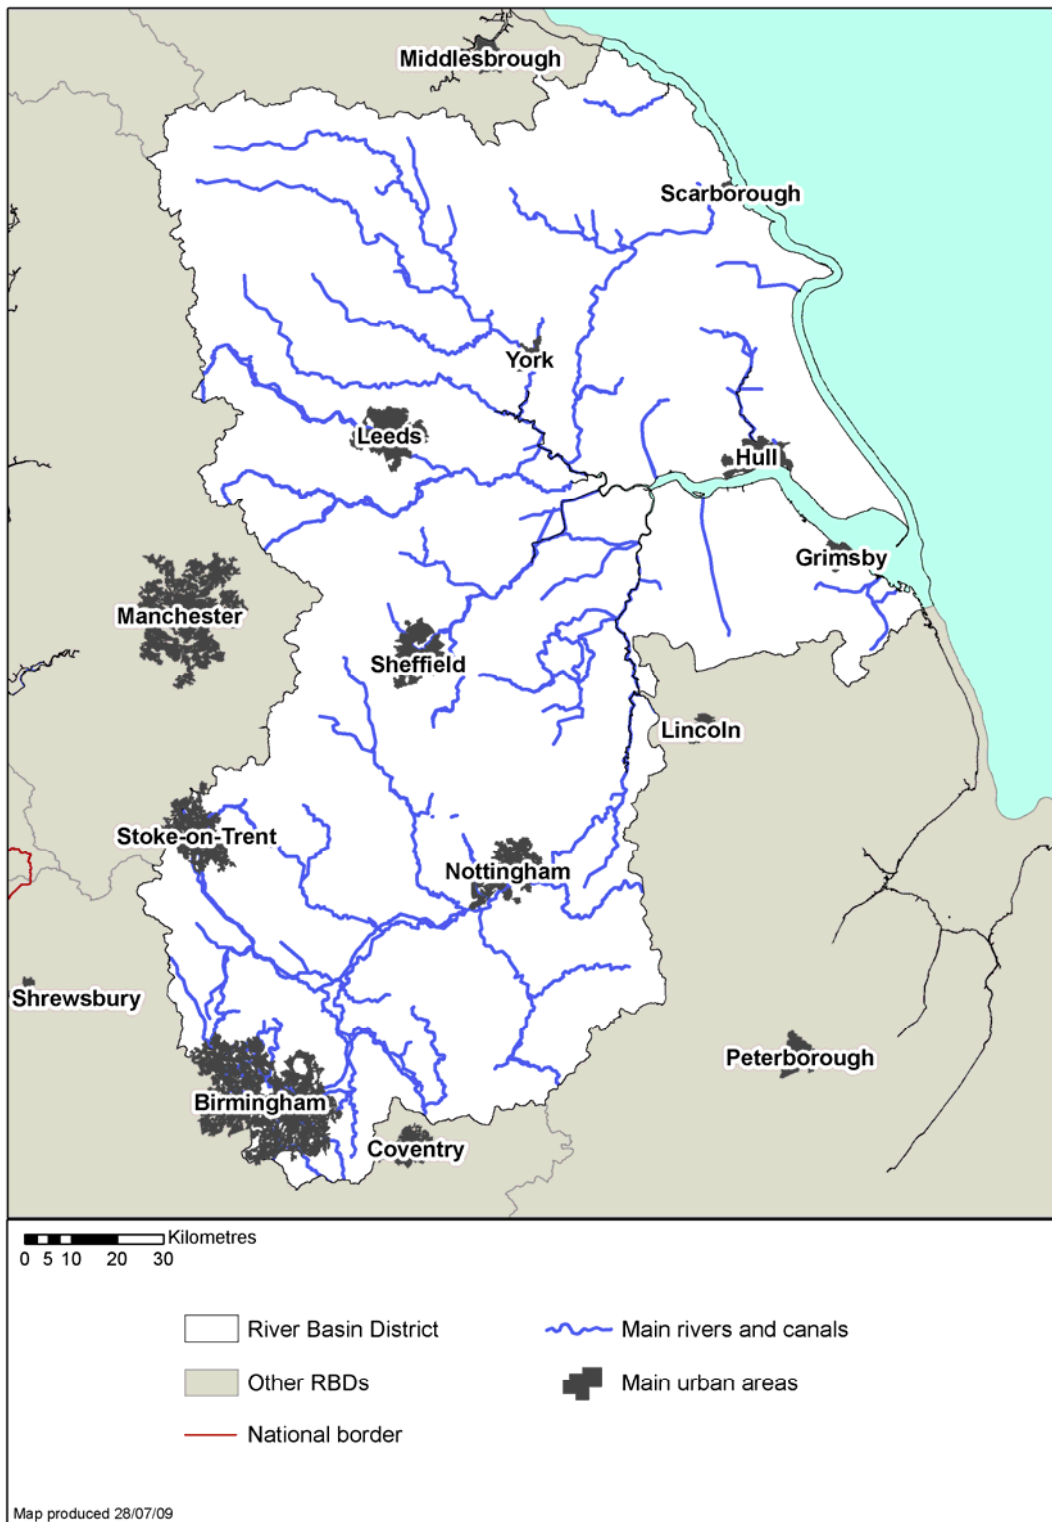 Middlesbrough
Scarborough
York
Leeds
Hull
Grimsby
Manchester
Sheffield
Lincoln
Stoke-on-Trent
Nottingham
Shrewsbury
Peterborough
Birmingham
Coventry
Kilometres
0 5 10 20 30
River Basin District
Main rivers and canals
Other RBDs
Main urban areas
National border
Map produced 28/07/09